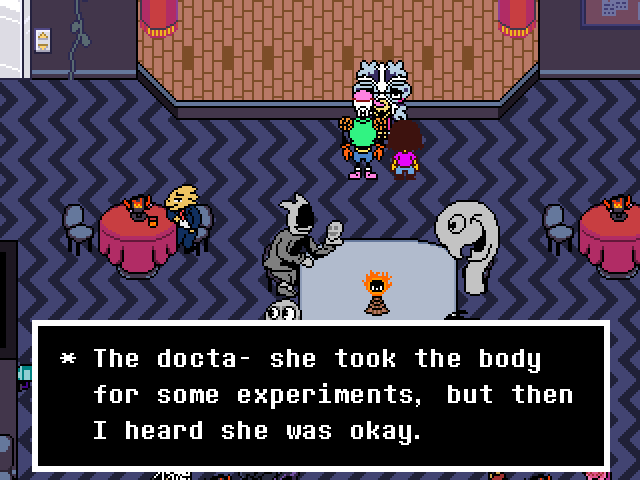 * The docta- she took the body
for some experiments, but then
I heard she was okay.